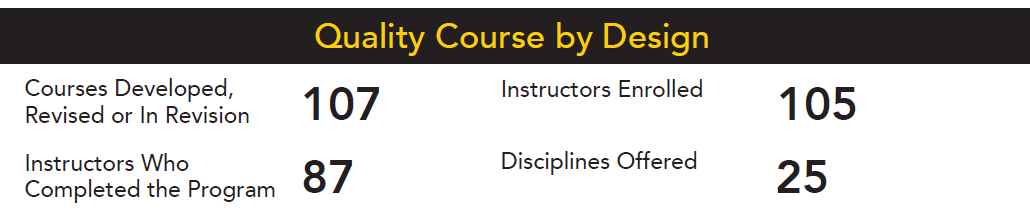 Quality Course by Design
Courses Developed,
Revised or In Revision
107
Instructors Enrolled
105
Instructors Who
Completed the Program
87
Disciplines Offered
25